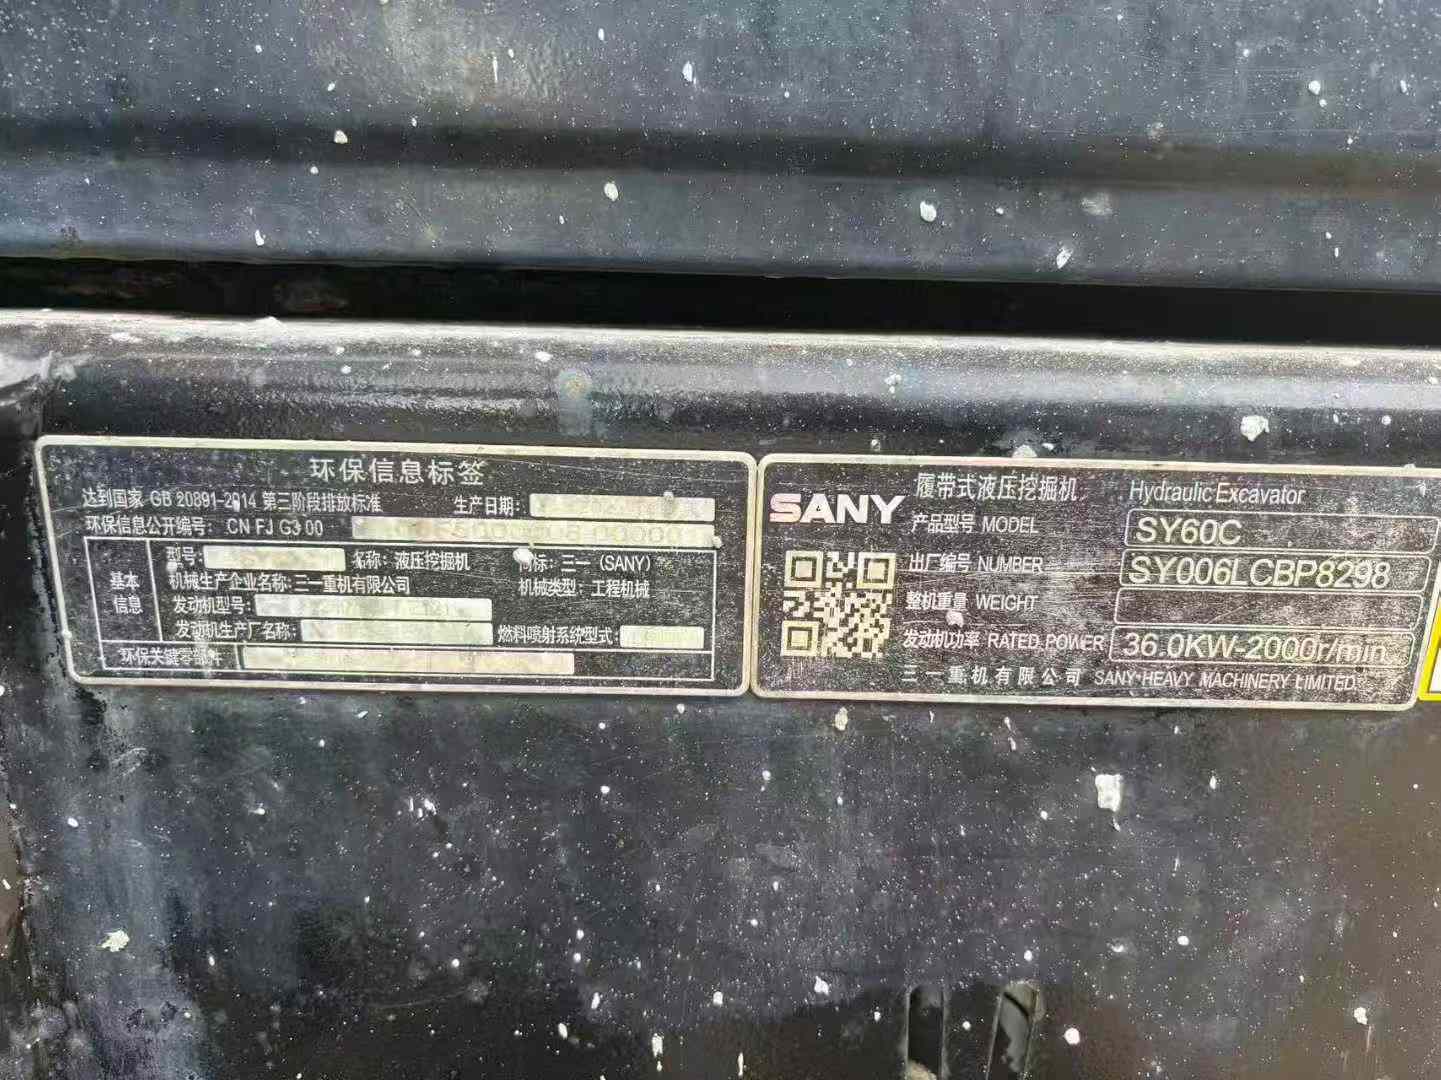 环保信息标签
达到国家 GB 20891-2014 第三阶段排放标准 生产日期:
环保信息公开编号: CN FJ G3 00
基本信息
型号: 名称: 液压挖掘机 商标: 三一 (SANY)
机械生产企业名称: 三一重机有限公司 机械类型: 工程机械
发动机型号:
发动机生产厂名称: 燃料喷射系统型式:
环保关键零部件
SANY 履带式液压挖掘机 Hydraulic Excavator
产品型号 MODEL SY60C
出厂编号 NUMBER SY006LCBP8298
整机重量 WEIGHT
发动机功率 RATED POWER 36.0KW-2000r/min
三一重机有限公司 SANY HEAVY MACHINERY LIMITED